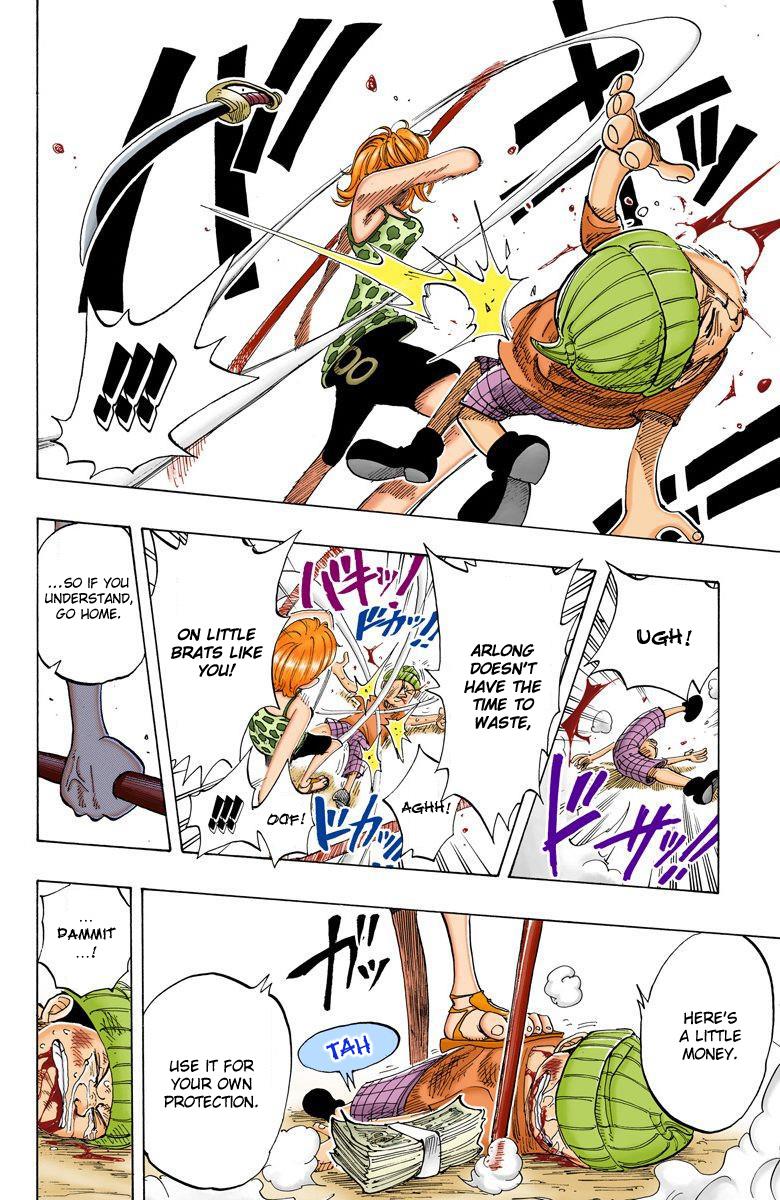 バキッ
!!!!
UGH!
ドサッ!!
ARLONG
DOESN'T
HAVE THE
TIME TO
WASTE,
バキッ!
ドカッ!!
AGHH!
ON LITTLE
BRATS LIKE
YOU!
OOF!
!!!!
ドカッ!!
...SO IF YOU
UNDERSTAND,
GO HOME.
HERE'S
A LITTLE
MONEY.
ガッ
TAH
USE IT FOR
YOUR OWN
PROTECTION.
...
DAMMIT
...!